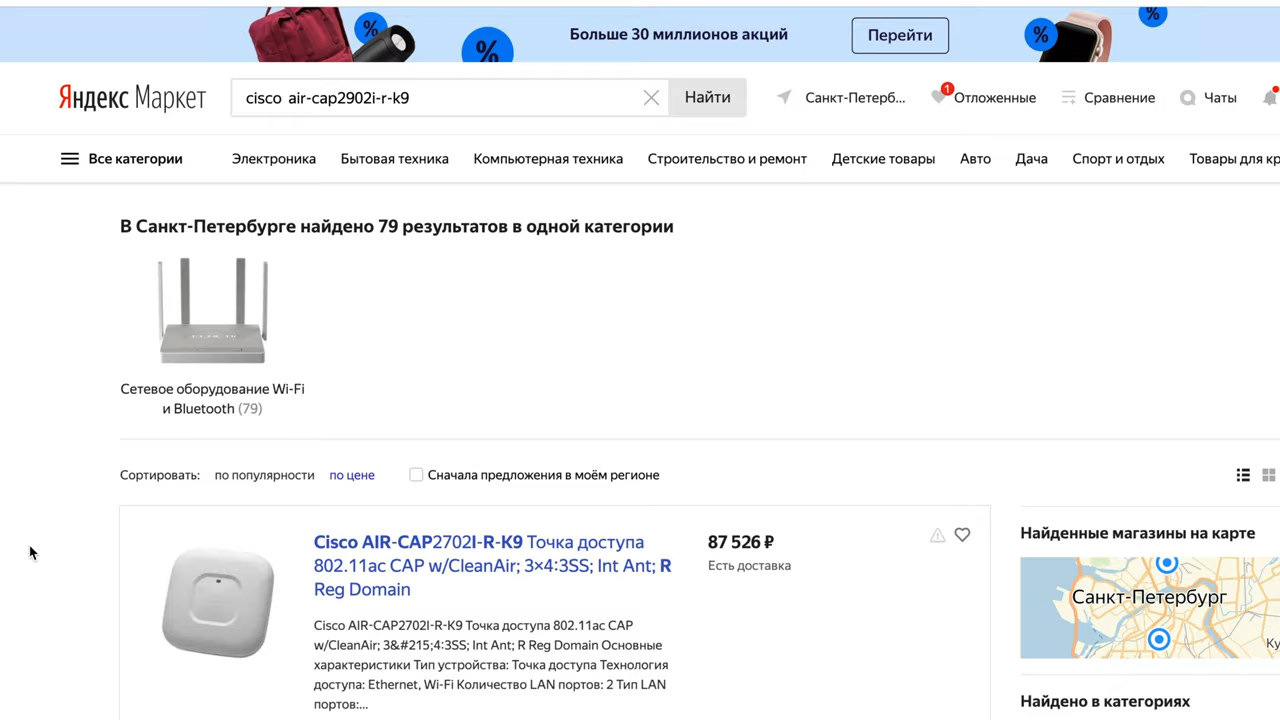 Больше 30 миллионов акций
Перейти
%
%
%
%
Яндекс Маркет
cisco air-cap2902i-r-k9
Найти
Санкт-Петерб...
1
Отложенные
Сравнение
Чаты
Все категории
Электроника
Бытовая техника
Компьютерная техника
Строительство и ремонт
Детские товары
Авто
Дача
Спорт и отдых
Товары для кр
В Санкт-Петербурге найдено 79 результатов в одной категории
Сетевое оборудование Wi-Fi
и Bluetooth (79)
Сортировать:
по популярности
по цене
Сначала предложения в моём регионе
Cisco AIR-CAP2702I-R-K9 Точка доступа
802.11ac CAP w/CleanAir; 3×4:3SS; Int Ant; R
Reg Domain
87 526 ₽
Есть доставка
Cisco AIR-CAP2702I-R-K9 Точка доступа 802.11ac CAP
w/CleanAir; 3&#215;4:3SS; Int Ant; R Reg Domain Основные
характеристики Тип устройства: Точка доступа Технология
доступа: Ethernet, Wi-Fi Количество LAN портов: 2 Тип LAN
портов:...
Найденные магазины на карте
Санкт-Петербург
Ку
Найдено в категориях